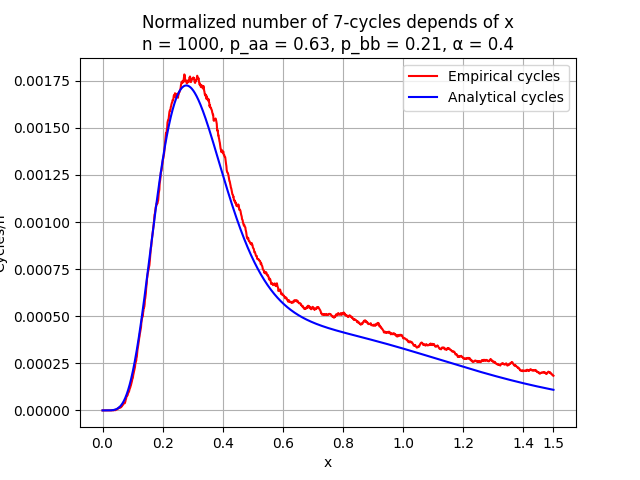 Normalized number of 7-cycles depends of x
n = 1000, p_aa = 0.63, p_bb = 0.21, α = 0.4
Empirical cycles
Analytical cycles
0.00175
0.00150
0.00125
0.00100
0.00075
0.00050
0.00025
0.00000
0.0 0.2 0.4 0.6 0.8 1.0 1.2 1.4 1.5
x